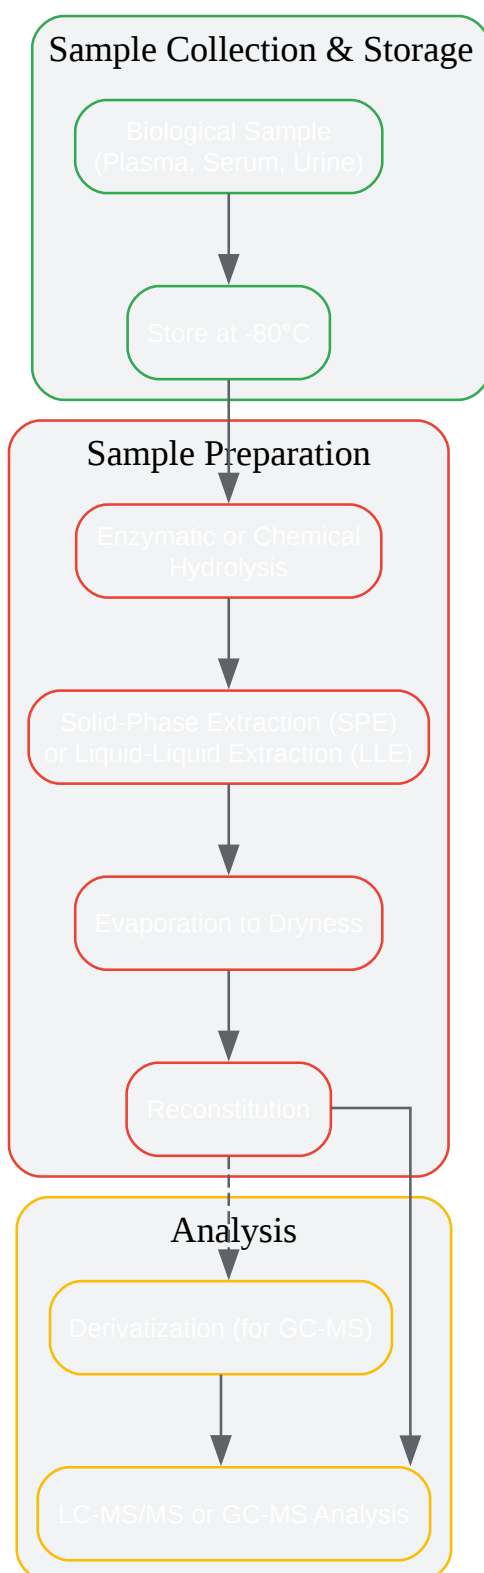 Sample Collection & Storage
Biological Sample
(Plasma, Serum, Urine)
Store at -80°C
Sample Preparation
Enzymatic or Chemical
Hydrolysis
Solid-Phase Extraction (SPE)
or Liquid-Liquid Extraction (LLE)
Evaporation to Dryness
Reconstitution
Analysis
Derivatization (for GC-MS)
LC-MS/MS or GC-MS Analysis